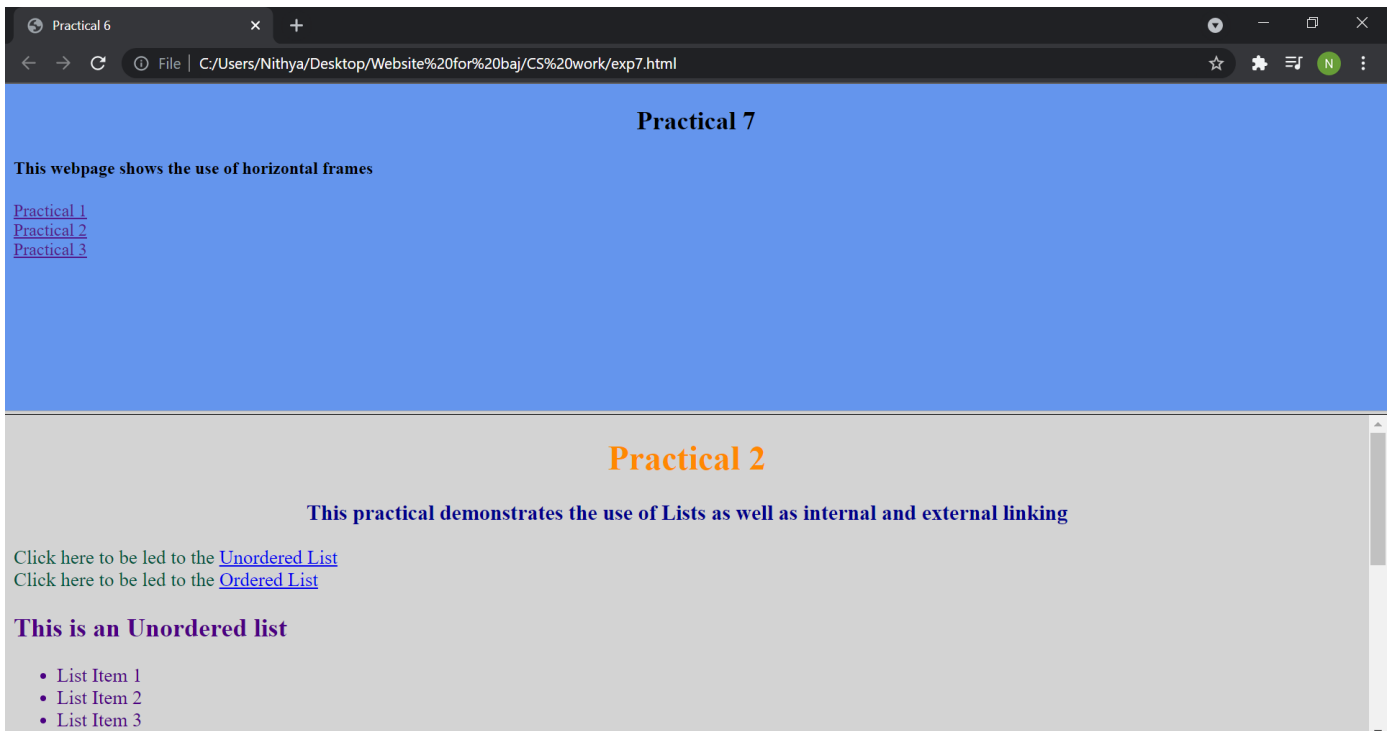 Practical 6
File
C:/Users/Nithya/Desktop/Website%20for%20baj/CS%20work/exp7.html
N
Practical 7
This webpage shows the use of horizontal frames
Practical 1
Practical 2
Practical 3
Practical 2
This practical demonstrates the use of Lists as well as internal and external linking
Click here to be led to the Unordered List
Click here to be led to the Ordered List
This is an Unordered list
• List Item 1
• List Item 2
• List Item 3